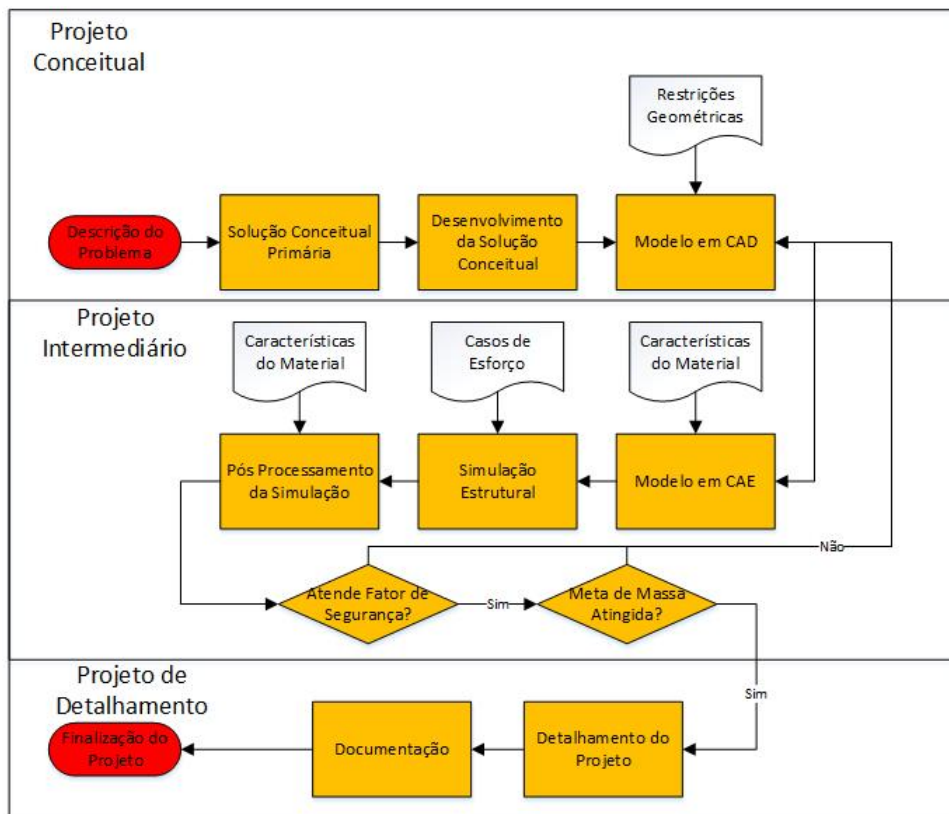 Projeto
Conceitual
Restrições
Geométricas
Descrição do
Problema
Solução Conceitual
Primária
Desenvolvimento
da Solução
Conceitual
Modelo em CAD
Projeto
Intermediário
Características
do Material
Casos de
Esforço
Características
do Material
Pós Processamento
da Simulação
Simulação
Estrutural
Modelo em CAE
Não
Atende Fator de
Segurança?
Sim
Meta de Massa
Atingida?
Sim
Projeto de
Detalhamento
Finalização do
Projeto
Documentação
Detalhamento do
Projeto